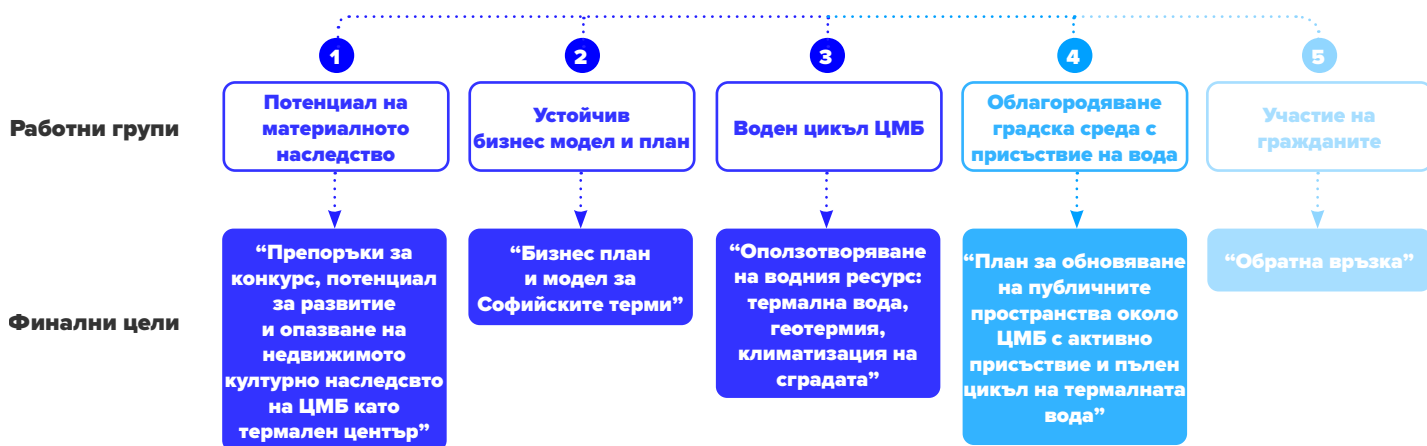 1
2
3
4
5
Работни групи
Потенциал на
материалното
наследство
Устойчив
бизнес модел и план
Воден цикъл ЦМБ
Облагородяване
градска среда с
присъствие на вода
Участие на
гражданите
Финални цели
“Препоръки за
конкурс, потенциал
за развитие
и опазване на
недвижимото
културно наследсвто
на ЦМБ като
термален център”
“Бизнес план
и модел за
Софийските терми”
“Оползотворяване
на водния ресурс:
термална вода,
геотермия,
климатизация на
сградата”
“План за обновяване
на публичните
пространства около
ЦМБ с активно
присъствие и пълен
цикъл на термалната
вода”
“Обратна връзка”